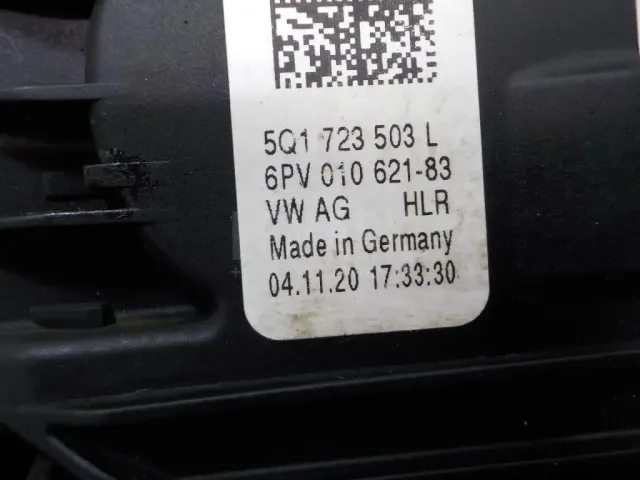 5Q1 723 503 L
6PV 010 621-83
VW AG HLR
Made in Germany
04.11.20 17:33:30